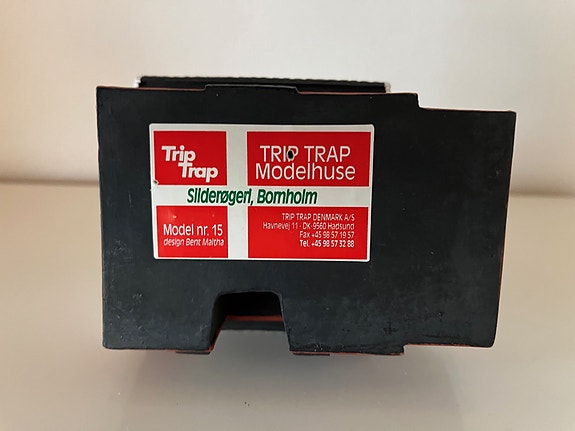 Trip
Trap
TRIP TRAP
Modelhuse
Silderøgeri, Bornholm
Model nr. 15
design Bent Maltha
TRIP TRAP DENMARK A/S
Havnevej 11 · DK-9560 Hadsund
Fax +45 98 57 19 57
Tel. +45 98 57 32 88